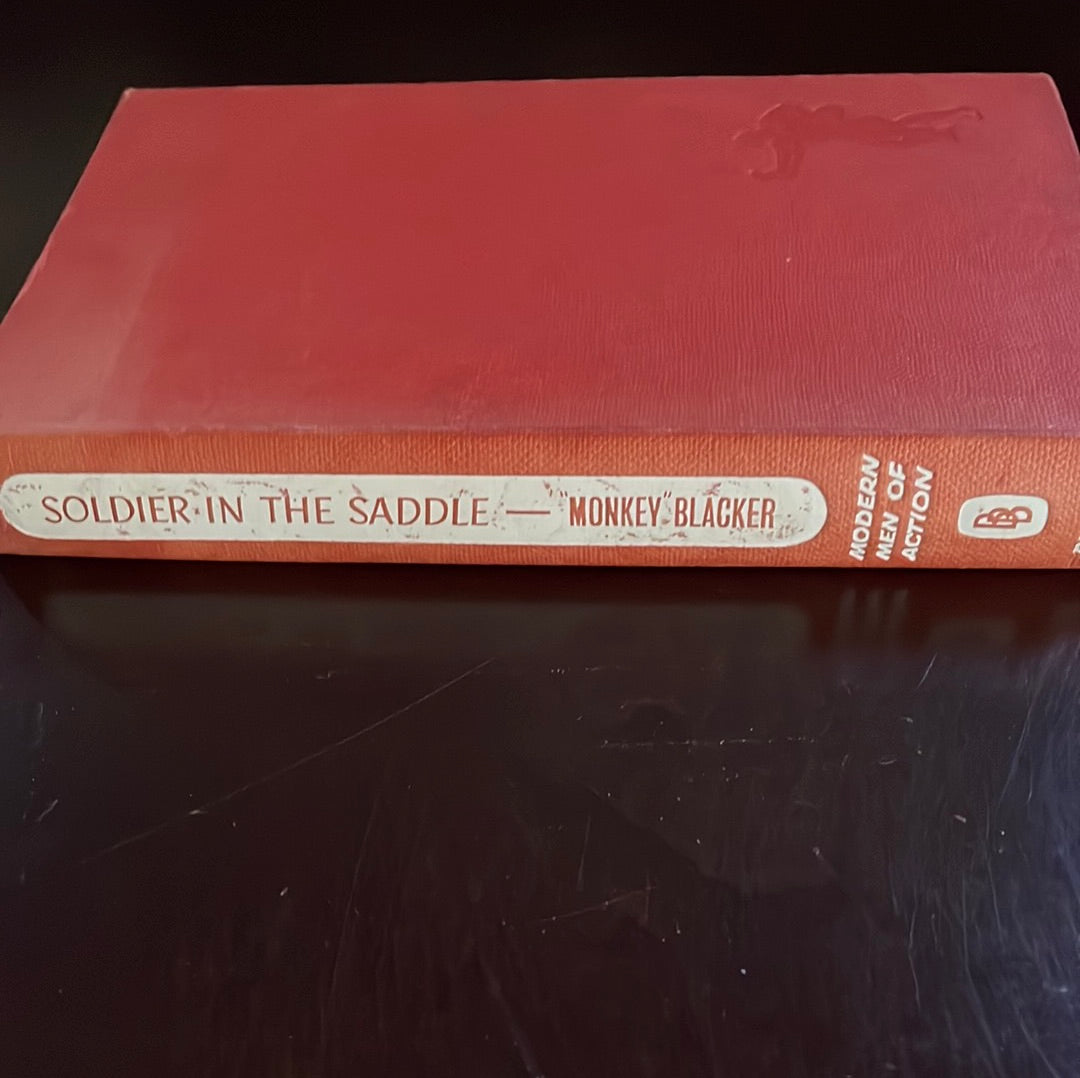 SOLDIER·IN THE SADDLE — "MONKEY" BLACKER
MODERN
MEN OF
ACTION